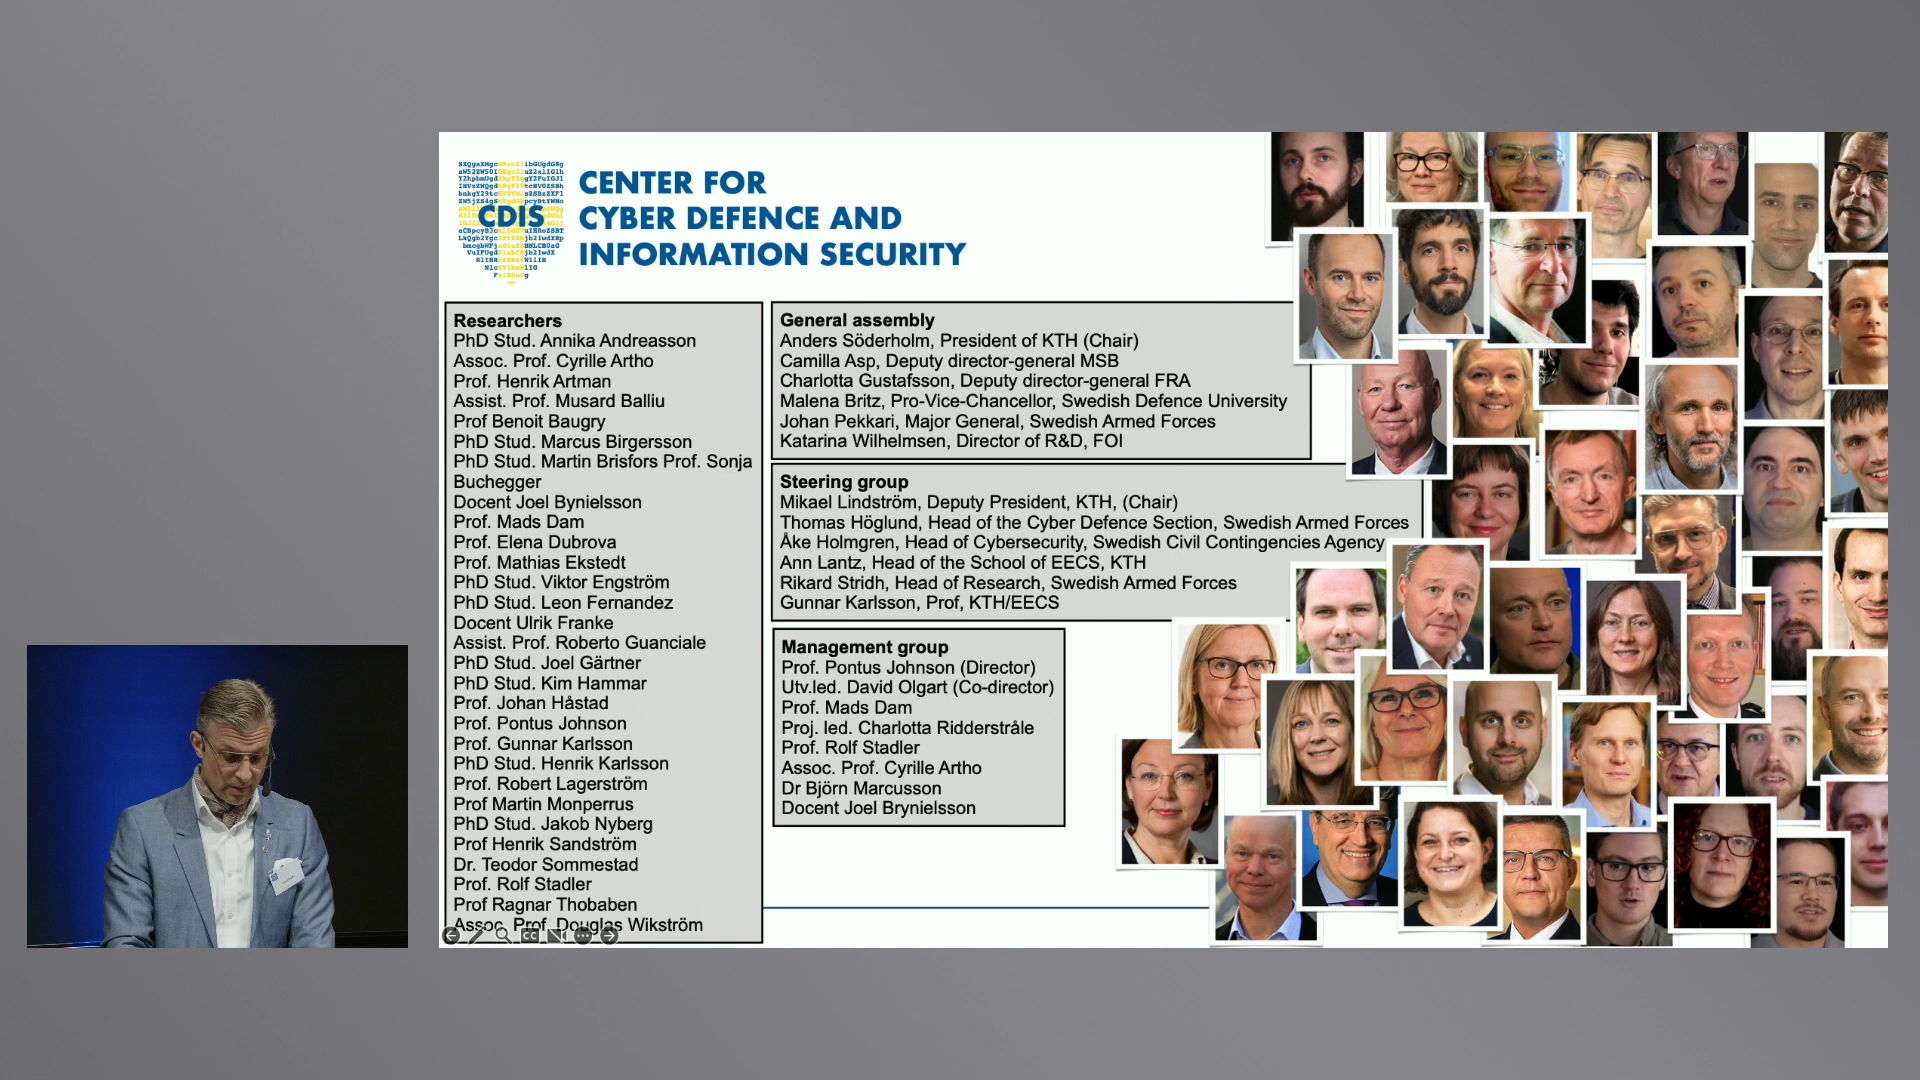 CDIS
CENTER FOR
CYBER DEFENCE AND
INFORMATION SECURITY
Researchers
PhD Stud. Annika Andreasson
Assoc. Prof. Cyrille Artho
Prof. Henrik Artman
Assist. Prof. Musard Balliu
Prof Benoit Baugry
PhD Stud. Marcus Birgersson
PhD Stud. Martin Brisfors Prof. Sonja
Buchegger
Docent Joel Bynielsson
Prof. Mads Dam
Prof. Elena Dubrova
Prof. Mathias Ekstedt
PhD Stud. Viktor Engström
PhD Stud. Leon Fernandez
Docent Ulrik Franke
Assist. Prof. Roberto Guanciale
PhD Stud. Joel Gärtner
PhD Stud. Kim Hammar
Prof. Johan Håstad
Prof. Pontus Johnson
Prof. Gunnar Karlsson
PhD Stud. Henrik Karlsson
Prof. Robert Lagerström
Prof Martin Monperrus
PhD Stud. Jakob Nyberg
Prof Henrik Sandström
Dr. Teodor Sommestad
Prof. Rolf Stadler
Prof Ragnar Thobaben
Assoc. Prof. Douglas Wikström
General assembly
Anders Söderholm, President of KTH (Chair)
Camilla Asp, Deputy director-general MSB
Charlotta Gustafsson, Deputy director-general FRA
Malena Britz, Pro-Vice-Chancellor, Swedish Defence University
Johan Pekkari, Major General, Swedish Armed Forces
Katarina Wilhelmsen, Director of R&D, FOI
Steering group
Mikael Lindström, Deputy President, KTH, (Chair)
Thomas Höglund, Head of the Cyber Defence Section, Swedish Armed Forces
Åke Holmgren, Head of Cybersecurity, Swedish Civil Contingencies Agency
Ann Lantz, Head of the School of EECS, KTH
Rikard Stridh, Head of Research, Swedish Armed Forces
Gunnar Karlsson, Prof, KTH/EECS
Management group
Prof. Pontus Johnson (Director)
Utv.led. David Olgart (Co-director)
Prof. Mads Dam
Proj. led. Charlotta Ridderstråle
Prof. Rolf Stadler
Assoc. Prof. Cyrille Artho
Dr Björn Marcusson
Docent Joel Brynielsson
CC